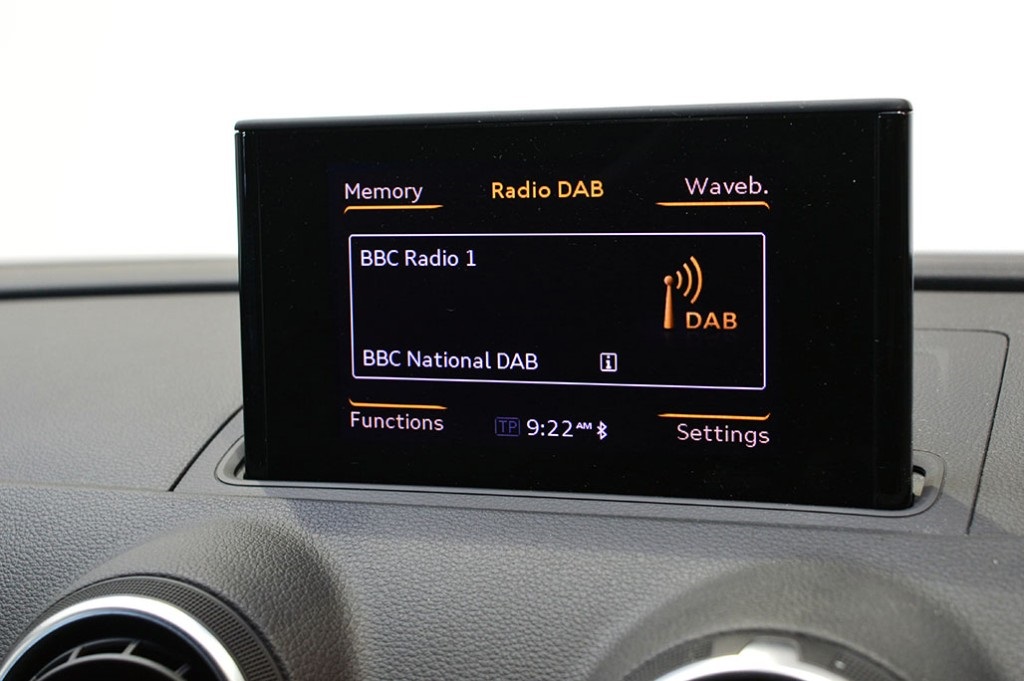 Memory Radio DAB Waveb.
BBC Radio 1
DAB
BBC National DAB i
Functions TP 9:22 AM Settings